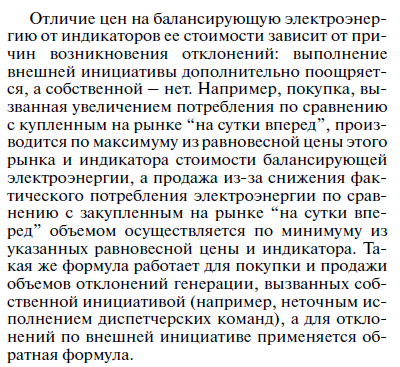 Отличие цен на балансирующую электроэнер-
гию от индикаторов ее стоимости зависит от при-
чин возникновения отклонений: выполнение
внешней инициативы дополнительно поощряет-
ся, а собственной – нет. Например, покупка, вы-
званная увеличением потребления по сравнению
с купленным на рынке “на сутки вперед”, произ-
водится по максимуму из равновесной цены этого
рынка и индикатора стоимости балансирующей
электроэнергии, а продажа из-за снижения фак-
тического потребления электроэнергии по срав-
нению с закупленным на рынке “на сутки впе-
ред” объемом осуществляется по минимуму из
указанных равновесной цены и индикатора. Та-
кая же формула работает для покупки и продажи
объемов отклонений генерации, вызванных соб-
ственной инициативой (например, неточным ис-
полнением диспетчерских команд), а для откло-
нений по внешней инициативе применяется об-
ратная формула.